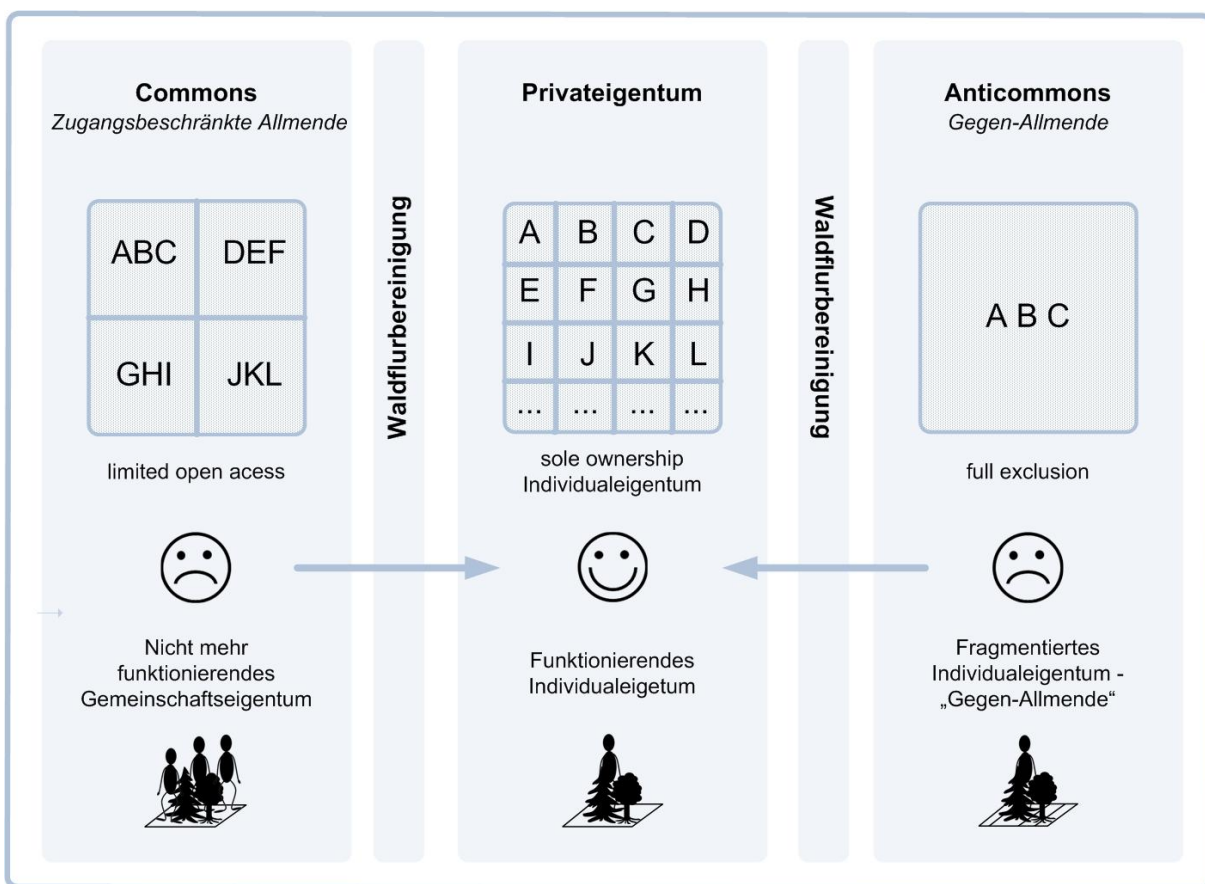 Commons
Zugangsbeschränkte Allmende
ABC
DEF
GHI
JKL
limited open acess
Nicht mehr
funktionierendes
Gemeinschaftseigentum
Waldflurbereinigung
Privateigentum
A B C D
E F G H
I J K L
... ... ... ...
sole ownership
Individualeigentum
Funktionierendes
Individualeigetum
Waldflurbereinigung
Anticommons
Gegen-Allmende
A B C
full exclusion
Fragmentiertes
Individualeigentum -
„Gegen-Allmende“